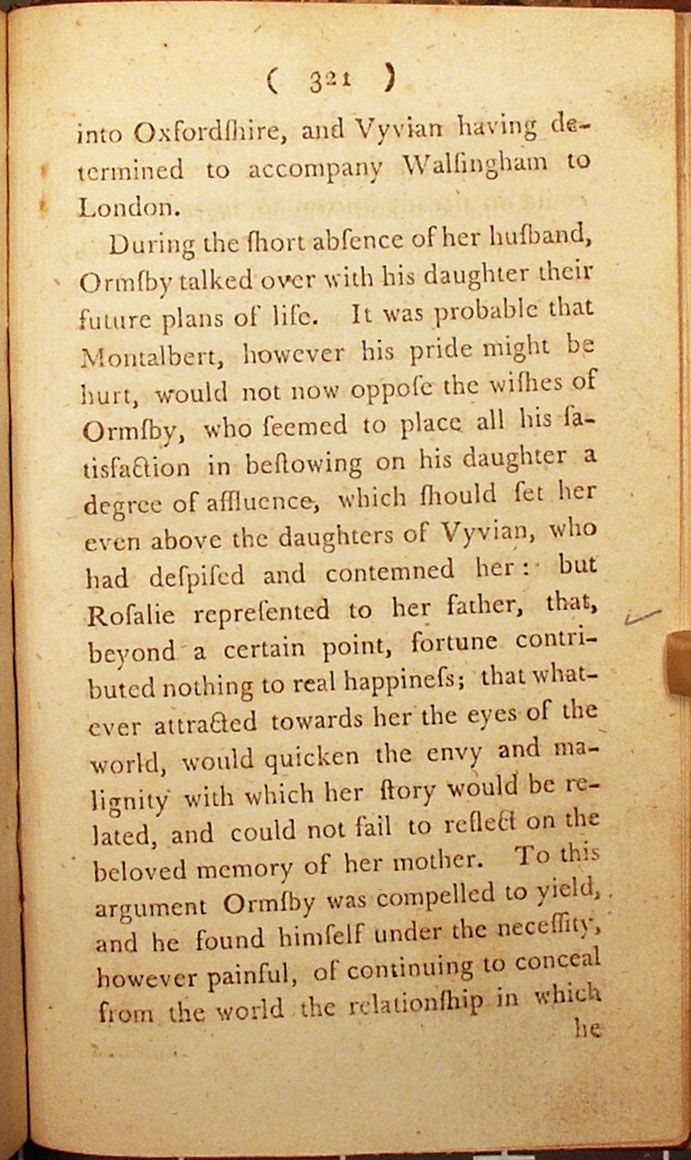 ( 321 )
into Oxfordſhire, and Vyvian having de-
termined to accompany Walſingham to
London.
During the ſhort abſence of her huſband,
Ormſby talked over with his daughter their
future plans of life. It was probable that
Montalbert, however his pride might be
hurt, would not now oppoſe the wiſhes of
Ormſby, who ſeemed to place all his ſa-
tisfaction in beſtowing on his daughter a
degree of affluence, which ſhould ſet her
even above the daughters of Vyvian, who
had deſpiſed and contemned her: but
Roſalie repreſented to her father, that,
beyond a certain point, fortune contri-
buted nothing to real happineſs; that what-
ever attracted towards her the eyes of the
world, would quicken the envy and ma-
lignity with which her ſtory would be re-
lated, and could not fail to reflect on the
beloved memory of her mother. To this
argument Ormſby was compelled to yield,
and he found himſelf under the neceſſity,
however painful, of continuing to conceal
from the world the relationſhip in which
he